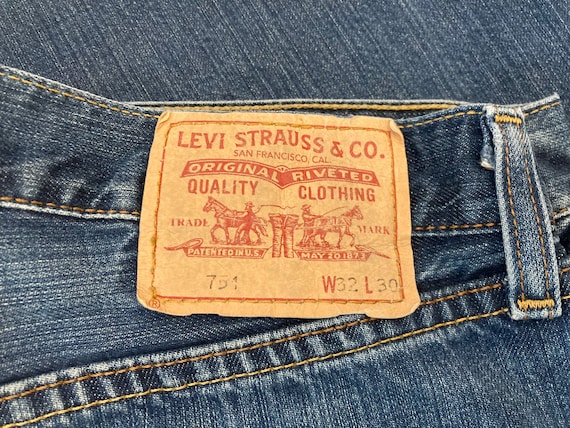 LEVI STRAUSS & CO.
SAN FRANCISCO, CAL.
ORIGINAL RIVETED
QUALITY CLOTHING
TRADE MARK
PATENTED IN U.S. MAY 20 1873
751 W32 L30
®